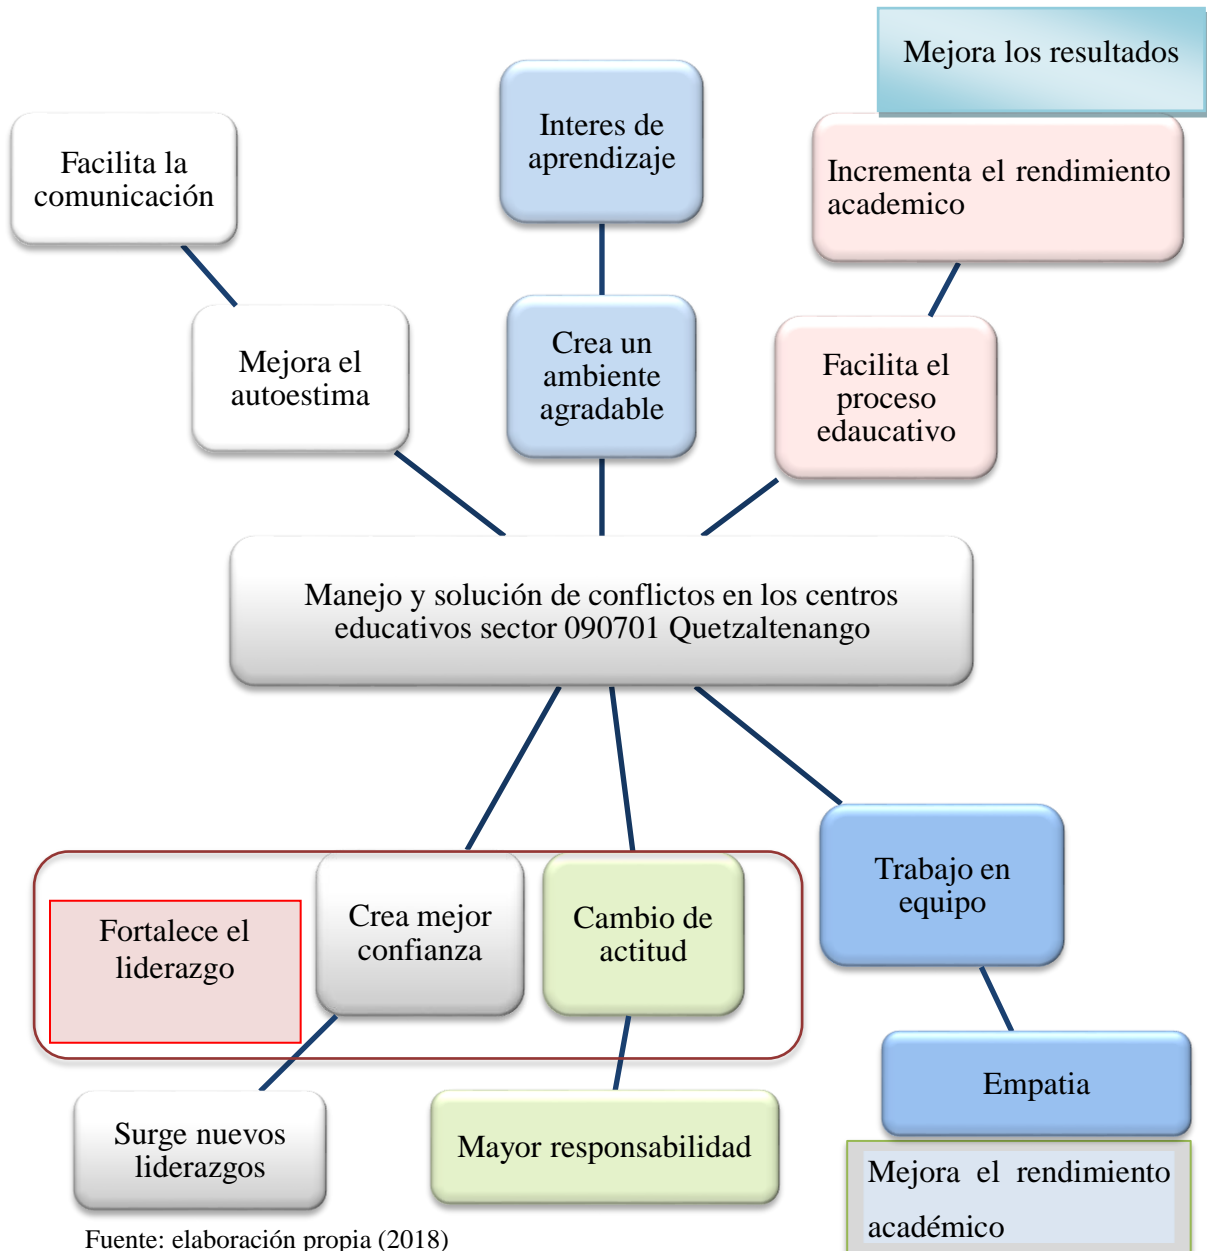 Mejora los resultados
Facilita la
comunicación
Interes de
aprendizaje
Incrementa el rendimiento
academico
Mejora el
autoestima
Crea un
ambiente
agradable
Facilita el
proceso
edaucativo
Manejo y solución de conflictos en los centros
educativos sector 090701 Quetzaltenango
Fortalece el
liderazgo
Crea mejor
confianza
Cambio de
actitud
Trabajo en
equipo
Surge nuevos
liderazgos
Mayor responsabilidad
Empatia
Mejora el rendimiento
académico
Fuente: elaboración propia (2018)